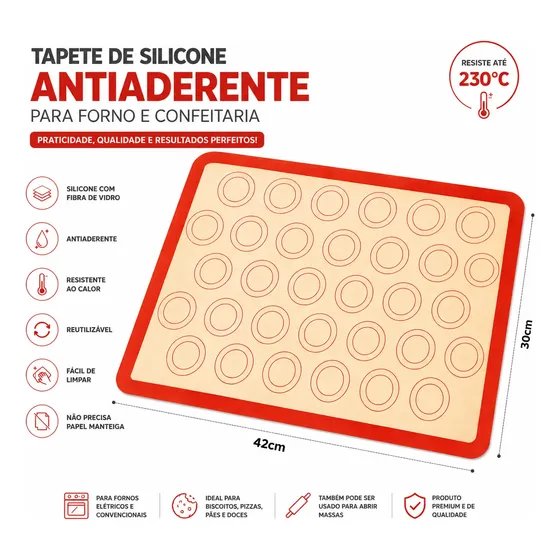 TAPETE DE SILICONE
ANTIADERENTE
PARA FORNO E CONFEITARIA
PRATICIDADE, QUALIDADE E RESULTADOS PERFEITOS!
RESISTE ATÉ
230°C
SILICONE COM
FIBRA DE VIDRO
ANTIADERENTE
RESISTENTE
AO CALOR
REUTILIZÁVEL
FÁCIL DE
LIMPAR
NÃO PRECISA
PAPEL MANTEIGA
30cm
42cm
PARA FORNOS
ELÉTRICOS E
CONVENCIONAIS
IDEAL PARA
BISCOITOS, PIZZAS,
PÃES E DOCES
TAMBÉM PODE SER
USADO PARA ABRIR
MASSAS
PRODUTO
PREMIUM E DE
QUALIDADE